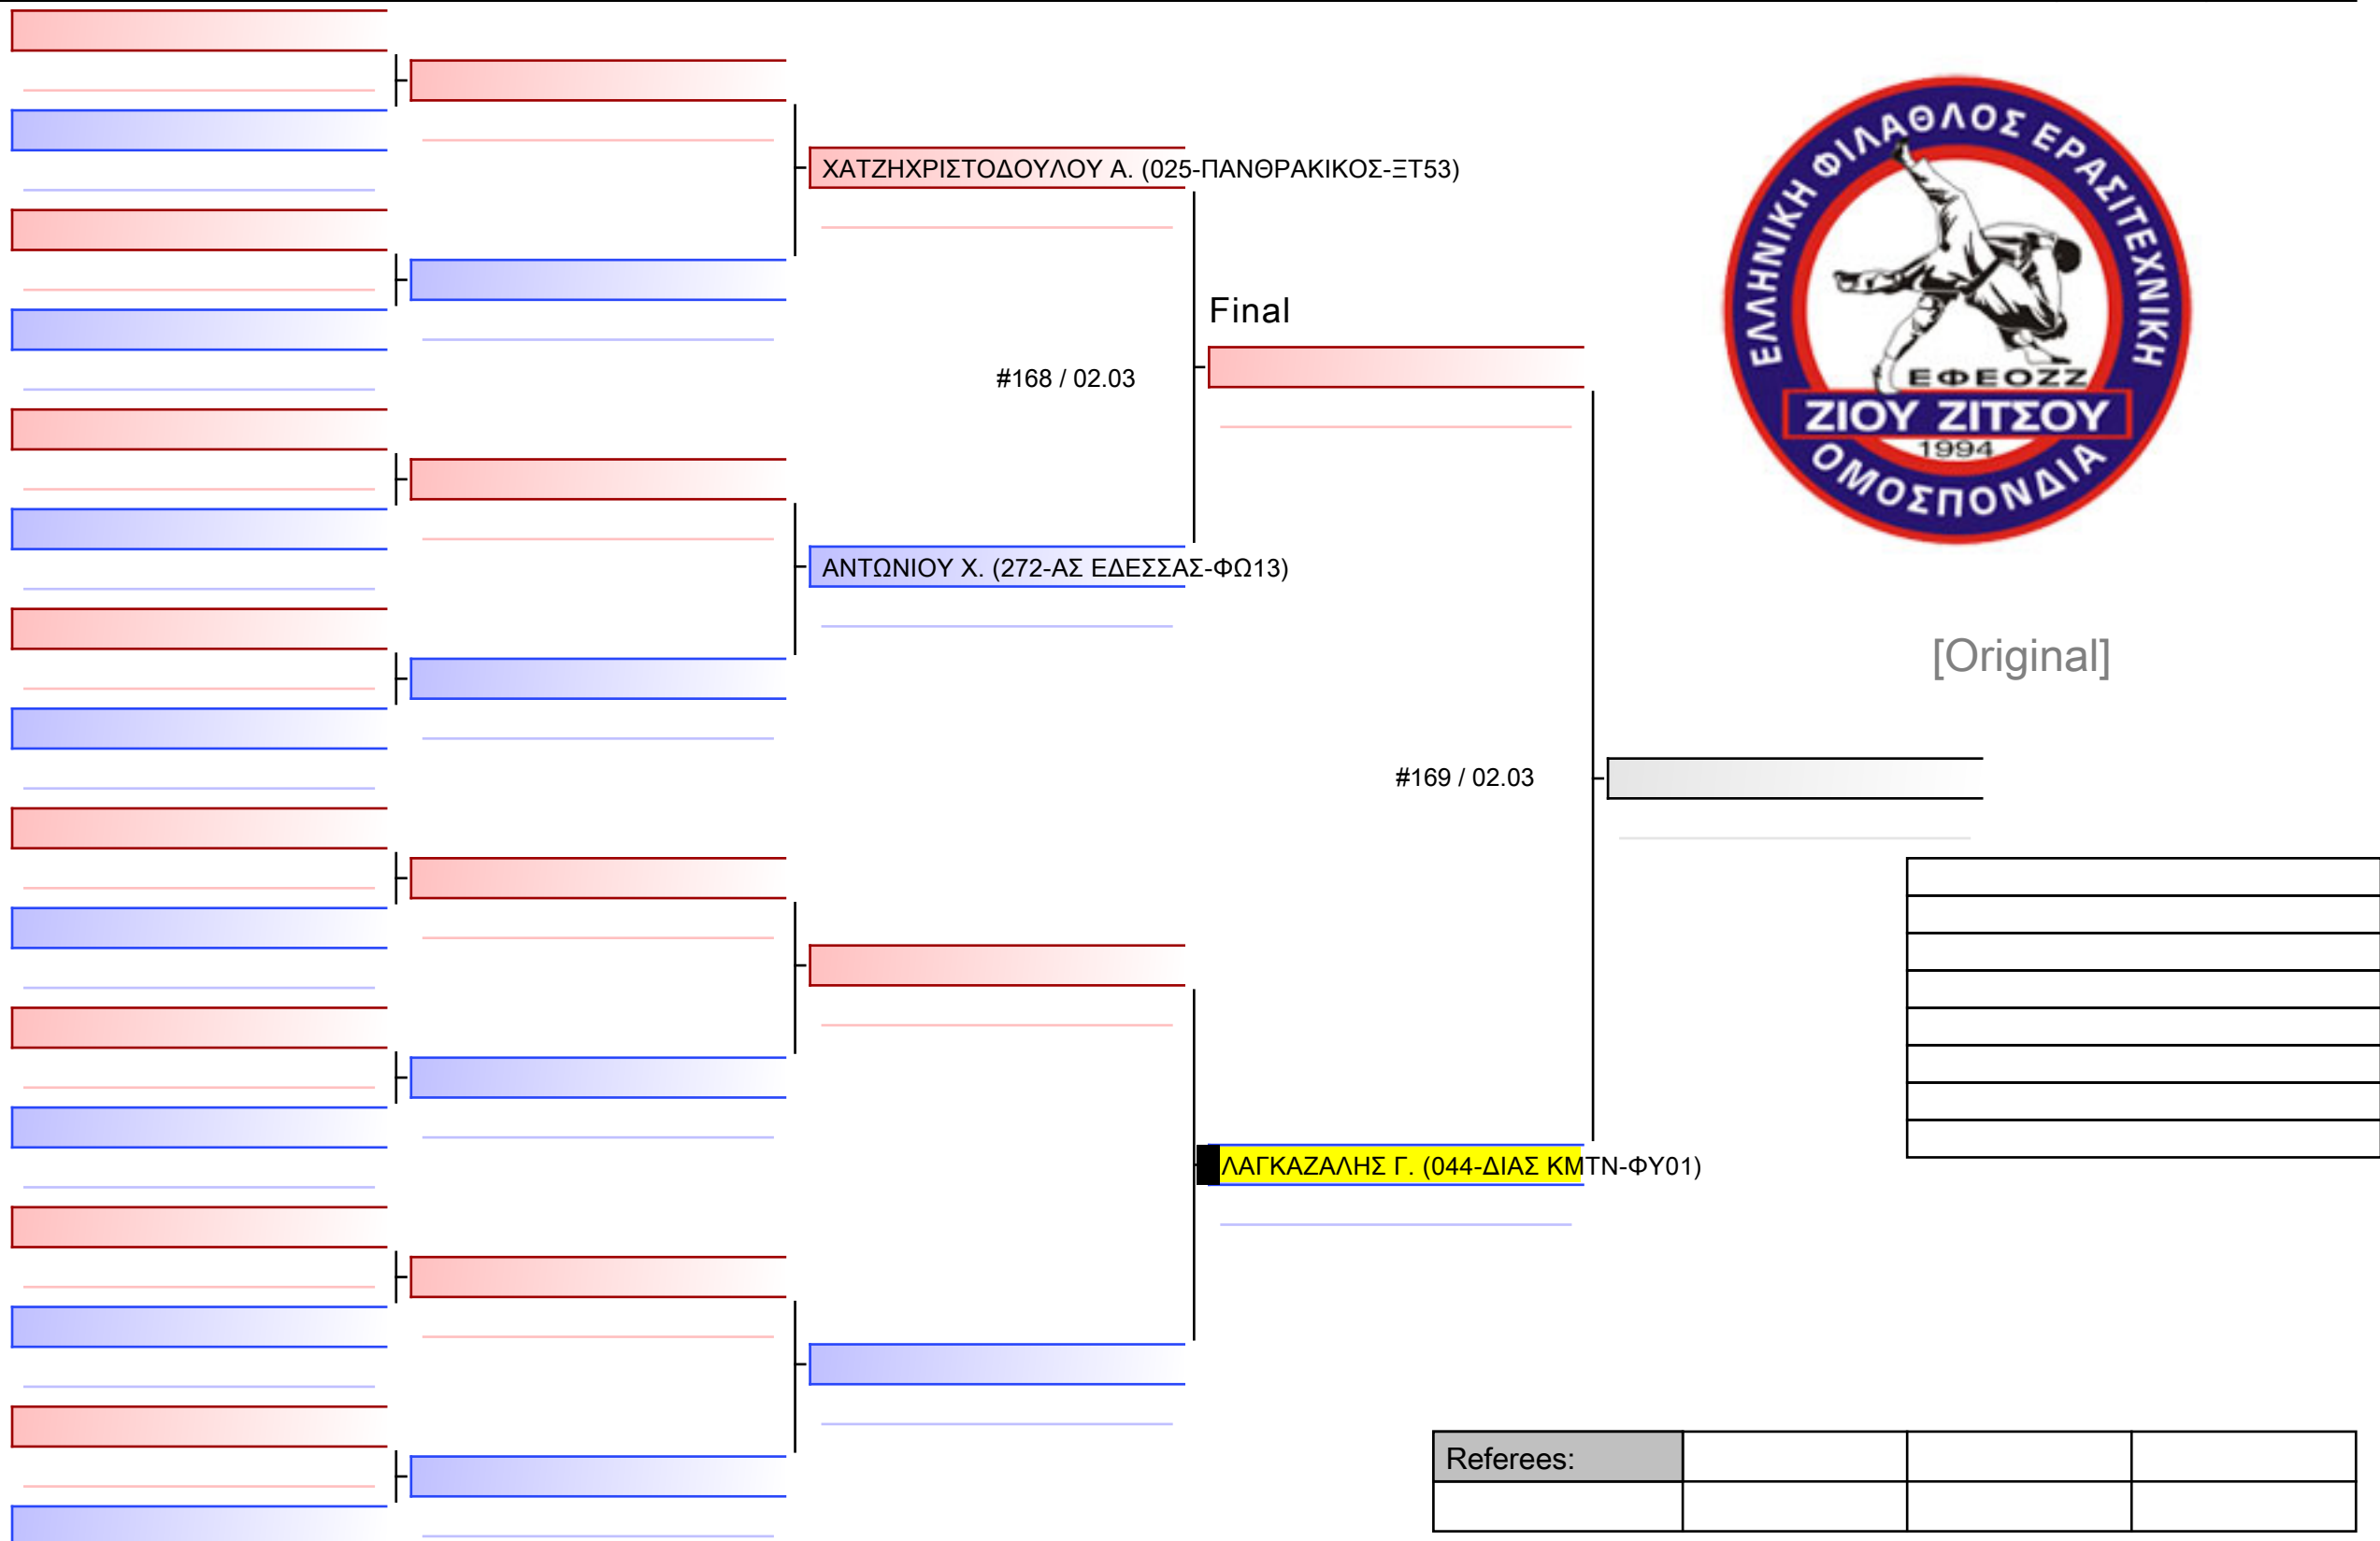 ΧΑΤΖΗΧΡΙΣΤΟΔΟΥΛΟΥ Α. (025-ΠΑΝΘΡΑΚΙΚΟΣ-ΞΤ53)
ΕΛΛΗΝΙΚΗ ΦΙΛΑΘΛΟΣ ΕΡΑΣΙΤΕΧΝΙΚΗ
Final
#168 / 02.03
ΕΦΕΟΖΖ
ΖΙΟΥ ΖΙΤΣΟΥ
1994
ΟΜΟΣΠΟΝΔΙΑ
ΑΝΤΩΝΙΟΥ Χ. (272-ΑΣ ΕΔΕΣΣΑΣ-ΦΩ13)
[Original]
#169 / 02.03
ΛΑΓΚΑΖΑΛΗΣ Γ. (044-ΔΙΑΣ ΚΜΤΝ-ΦΥ01)
Referees: